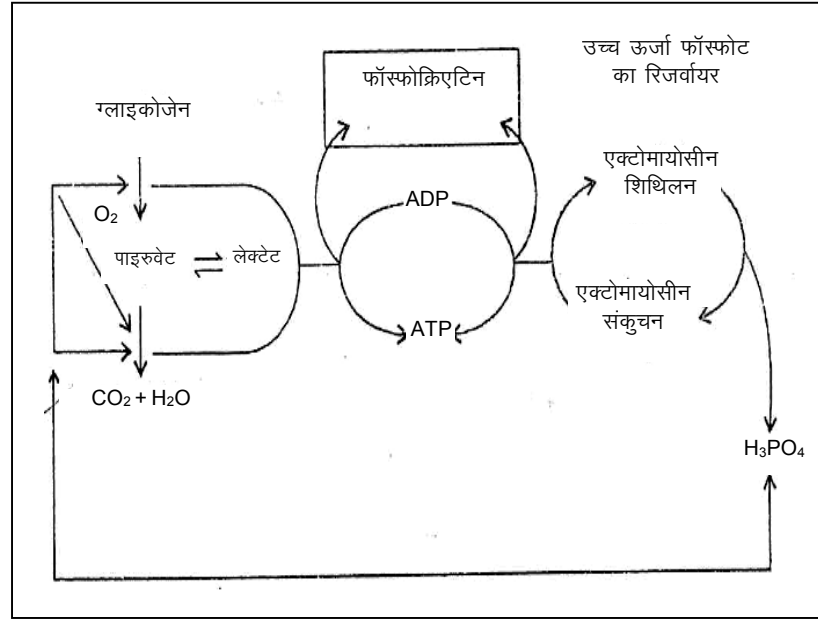 उच्च ऊर्जा फॉस्फोट
का रिजर्वायर
फॉस्फोक्रिएटिन
ग्लाइकोजेन
एक्टोमायोसीन
शिथिलन
O₂
ADP
पाइरुवेट ⇌ लेक्टेट
एक्टोमायोसीन
संकुचन
ATP
CO₂ + H₂O
H₃PO₄